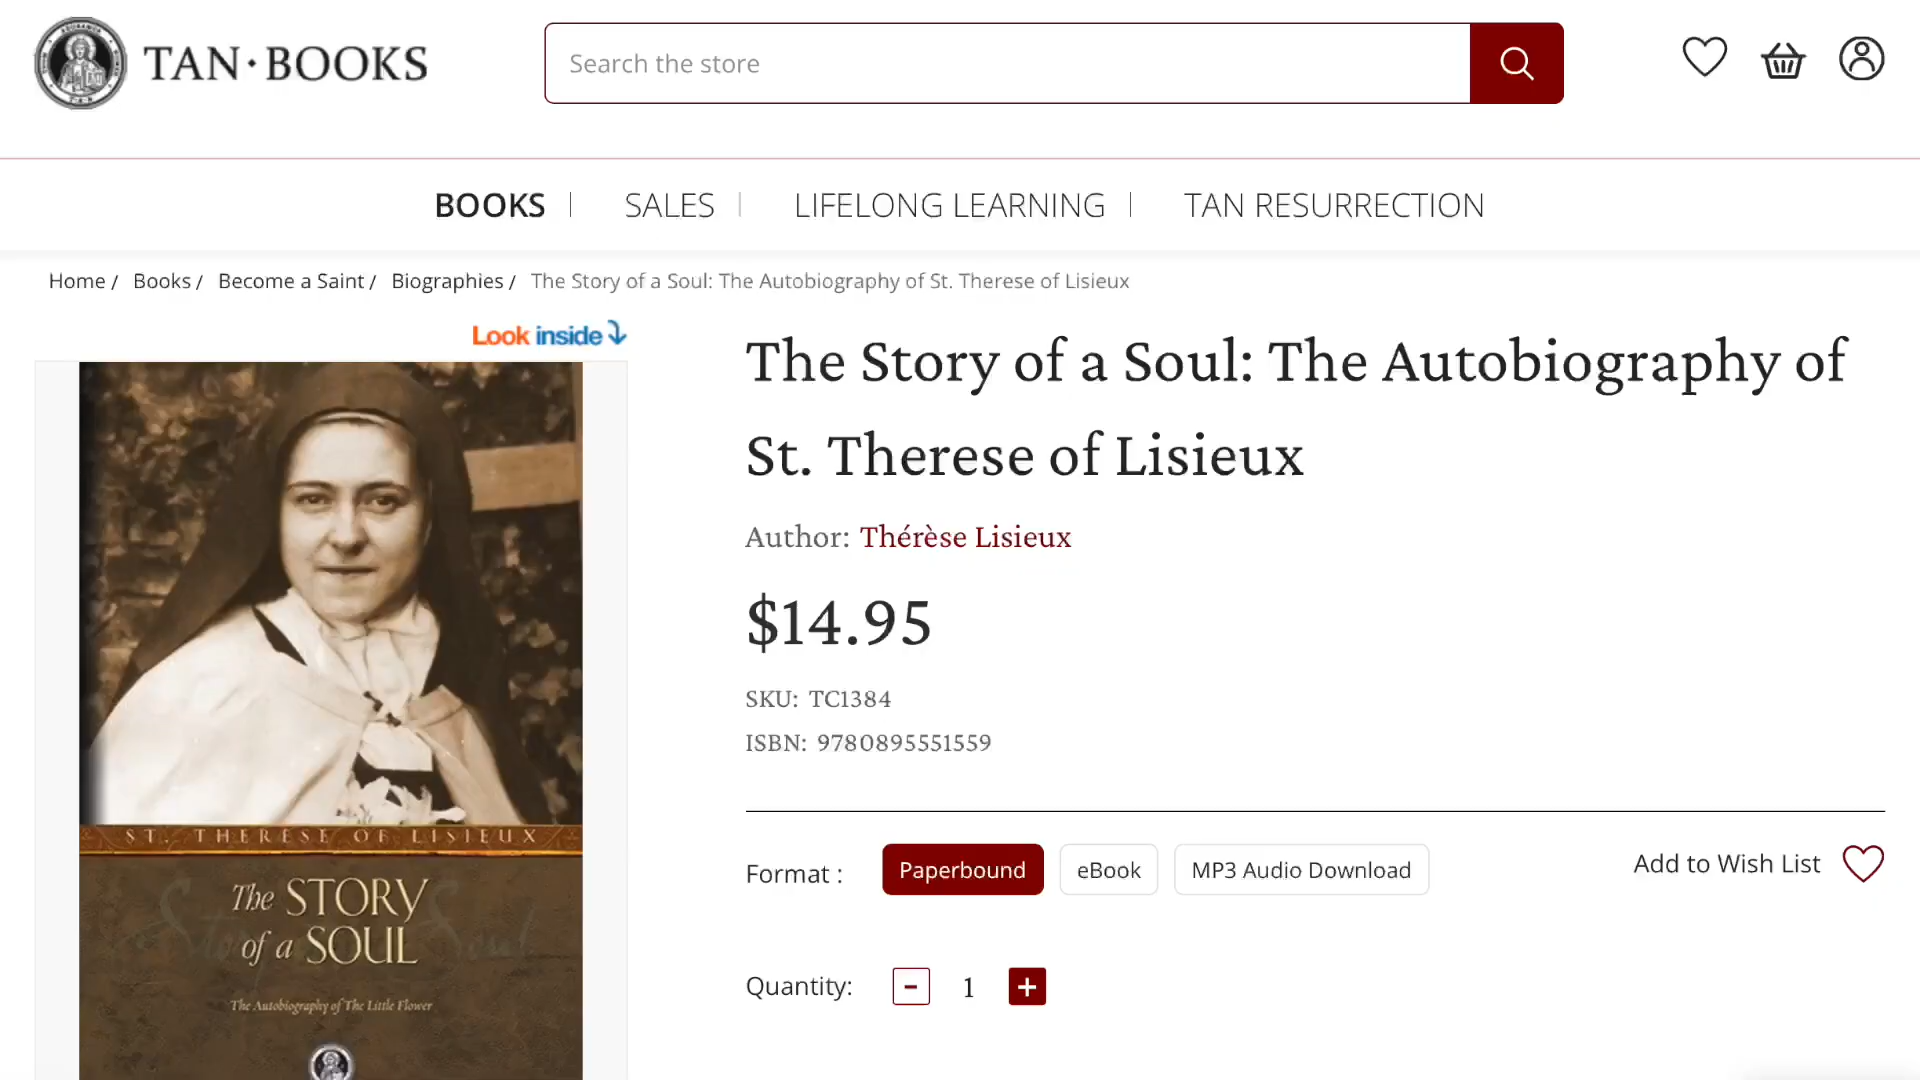 TAN·BOOKS
Search the store
BOOKS
SALES
LIFELONG LEARNING
TAN RESURRECTION
Home / Books / Become a Saint / Biographies / The Story of a Soul: The Autobiography of St. Therese of Lisieux
Look inside
The Story of a Soul: The Autobiography of
St. Therese of Lisieux
Author: Thérèse Lisieux
$14.95
SKU: TC1384
ISBN: 9780895551559
Format :
Paperbound
eBook
MP3 Audio Download
Add to Wish List
Quantity:
-
1
+
ST. THERESE OF LISIEUX
The STORY
of a SOUL
The Autobiography of The Little Flower